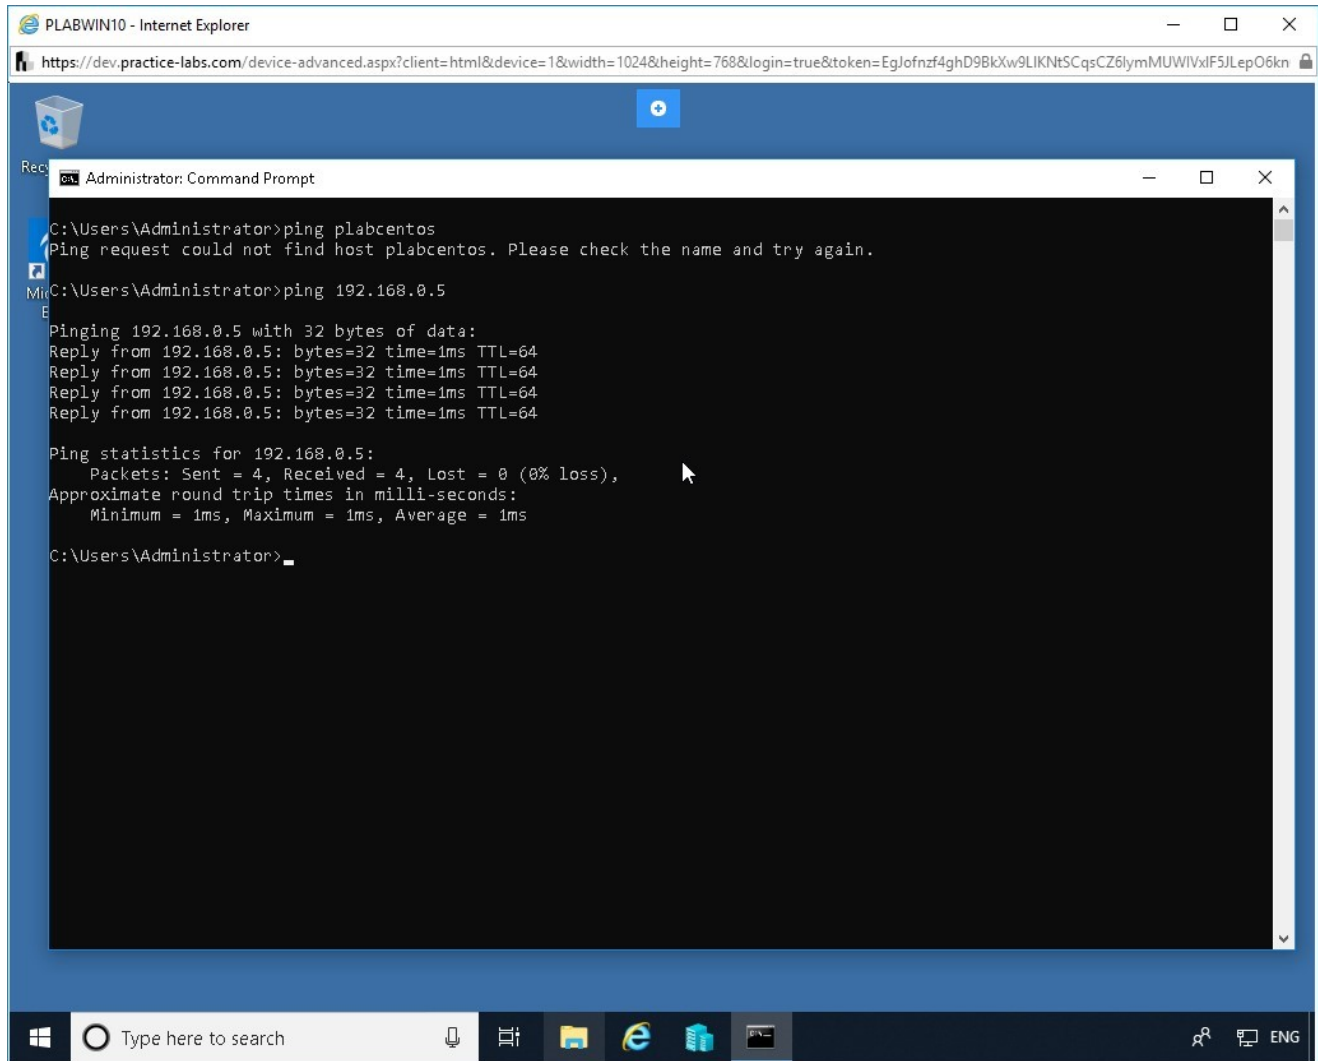 PLABWIN10 - Internet Explorer
https://dev.practice-labs.com/device-advanced.aspx?client=html&device=1&width=1024&height=768&login=true&token=
Recy
Administrator: Command Prompt
C:\Users\Administrator>ping plabcentos
Ping request could not find host plabcentos. Please check the name and try again.
Mic
E
C:\Users\Administrator>ping 192.168.0.5
Pinging 192.168.0.5 with 32 bytes of data:
Reply from 192.168.0.5: bytes=32 time=1ms TTL=64
Reply from 192.168.0.5: bytes=32 time=1ms TTL=64
Reply from 192.168.0.5: bytes=32 time=1ms TTL=64
Reply from 192.168.0.5: bytes=32 time=1ms TTL=64
Ping statistics for 192.168.0.5:
Packets: Sent = 4, Received = 4, Lost = 0 (0% loss),
Approximate round trip times in milli-seconds:
Minimum = 1ms, Maximum = 1ms, Average = 1ms
C:\Users\Administrator>
Type here to search
ENG